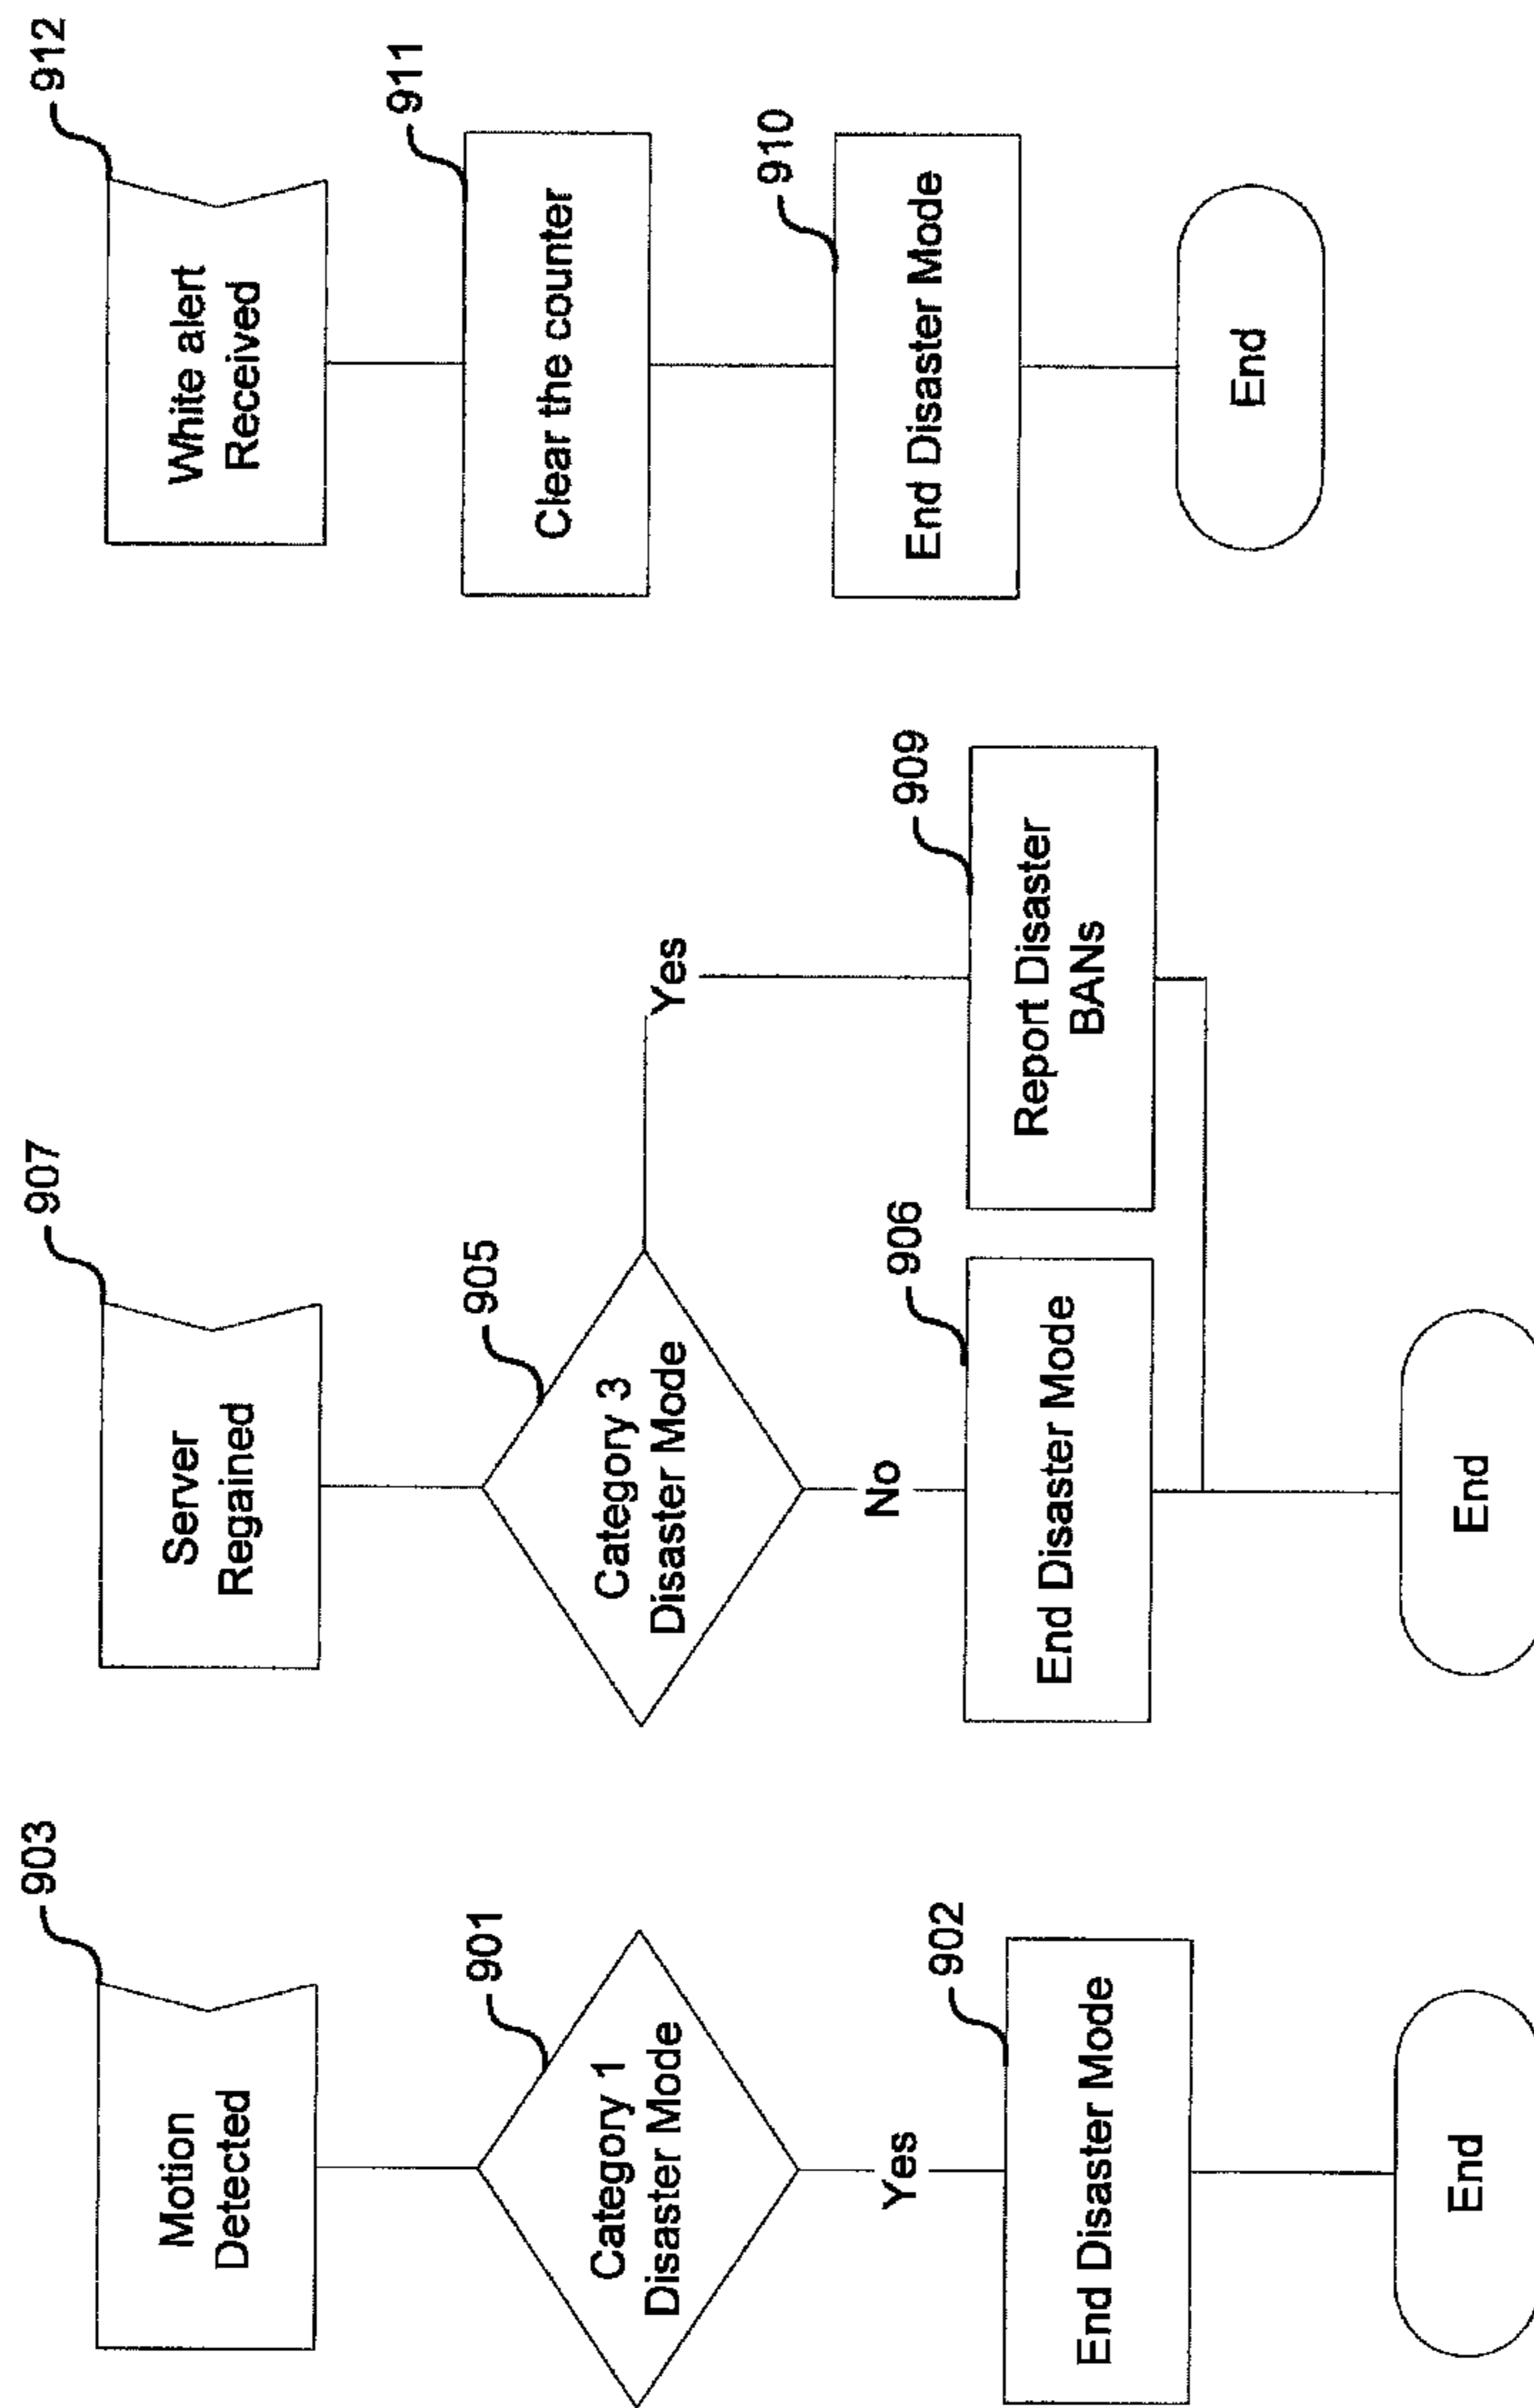 903
Motion
Detected
901
Category 1
Disaster Mode
Yes
902
End Disaster Mode
End
907
Server
Regained
905
Category 3
Disaster Mode
Yes
No
906
End Disaster Mode
909
Report Disaster
BANs
End
912
White alert
Received
911
Clear the counter
910
End Disaster Mode
End